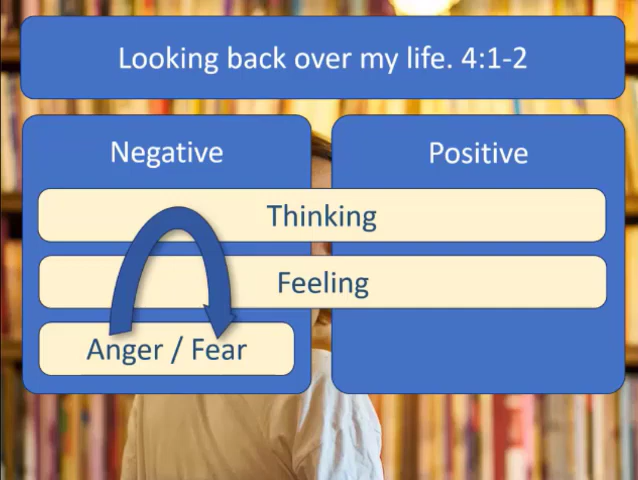 Looking back over my life. 4:1-2
Negative
Positive
Thinking
Feeling
Anger / Fear